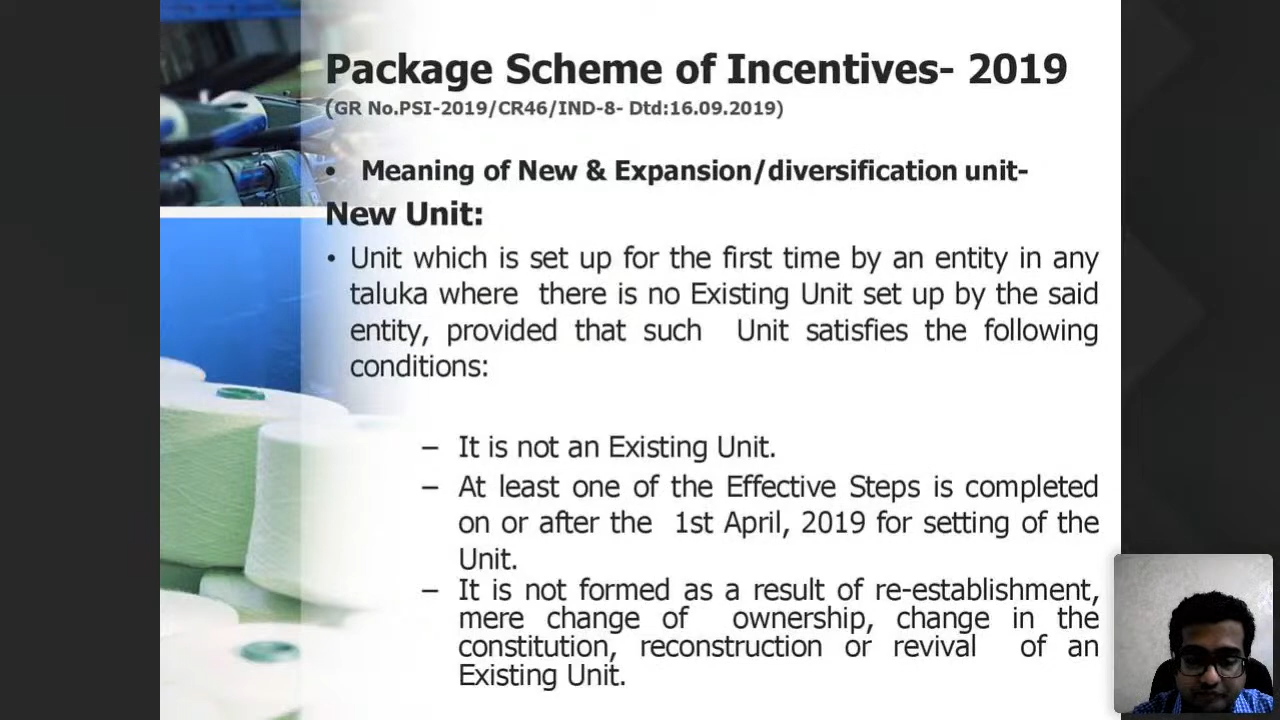 Package Scheme of Incentives- 2019
(GR No.PSI-2019/CR46/IND-8- Dtd:16.09.2019)
• Meaning of New & Expansion/diversification unit-
New Unit:
• Unit which is set up for the first time by an entity in any
taluka where there is no Existing Unit set up by the said
entity, provided that such Unit satisfies the following
conditions:
– It is not an Existing Unit.
– At least one of the Effective Steps is completed
on or after the 1st April, 2019 for setting of the
Unit.
– It is not formed as a result of re-establishment,
mere change of ownership, change in the
constitution, reconstruction or revival of an
Existing Unit.